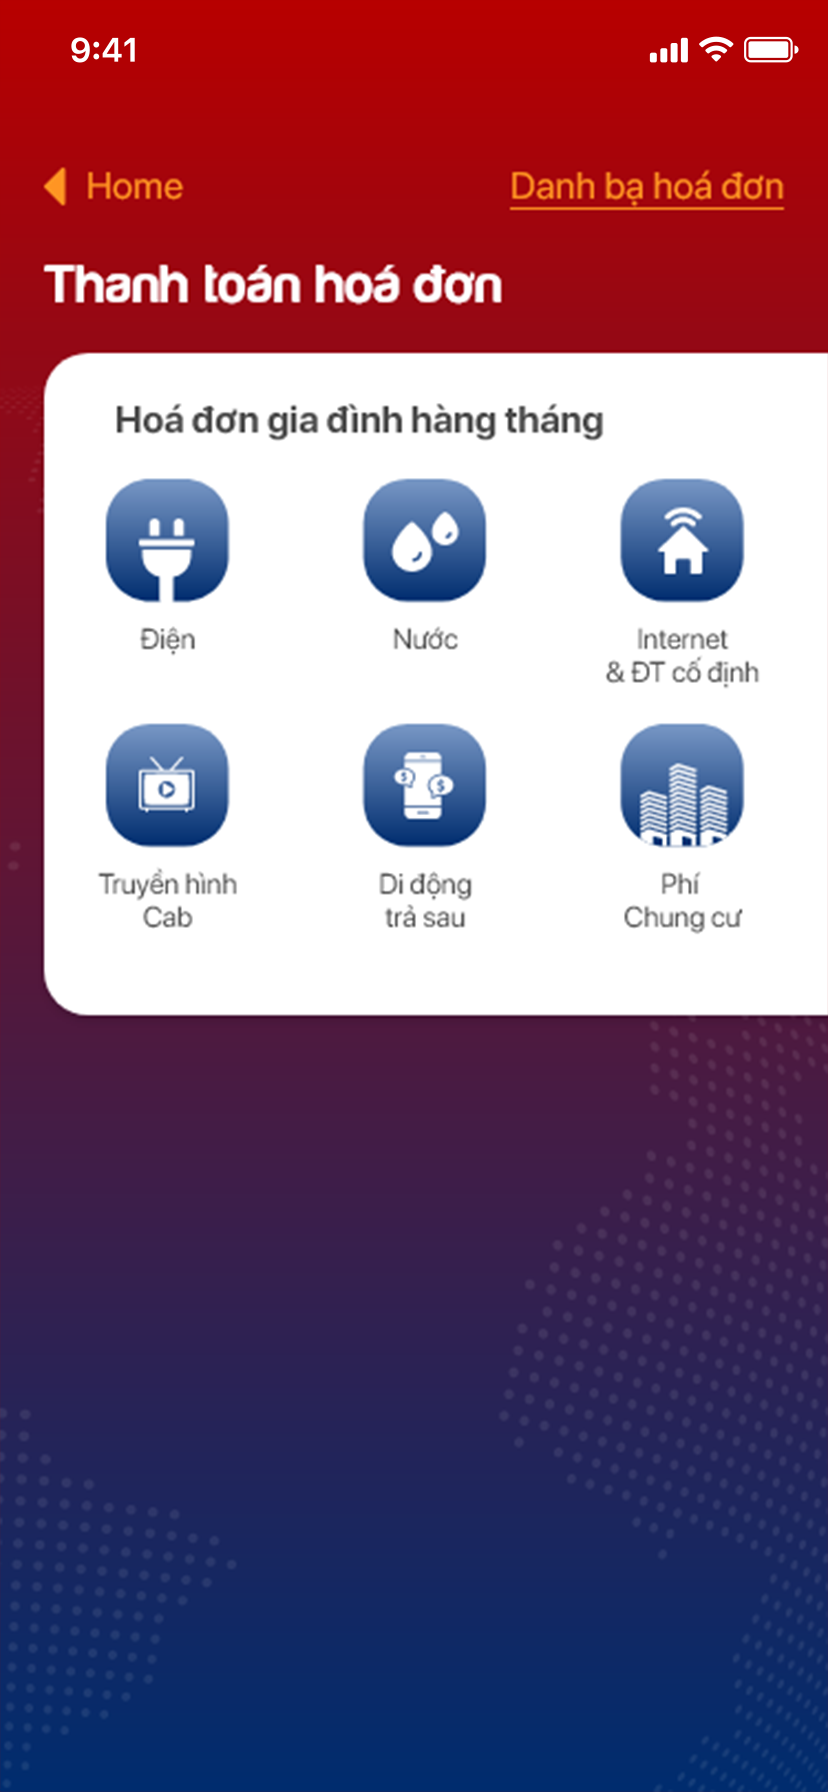 9:41
Home
Danh bạ hoá đơn
Thanh toán hoá đơn
Hoá đơn gia đình hàng tháng
Điện
Nước
Internet
& ĐT cố định
Truyền hình
Cab
Di động
trả sau
Phí
Chung cư